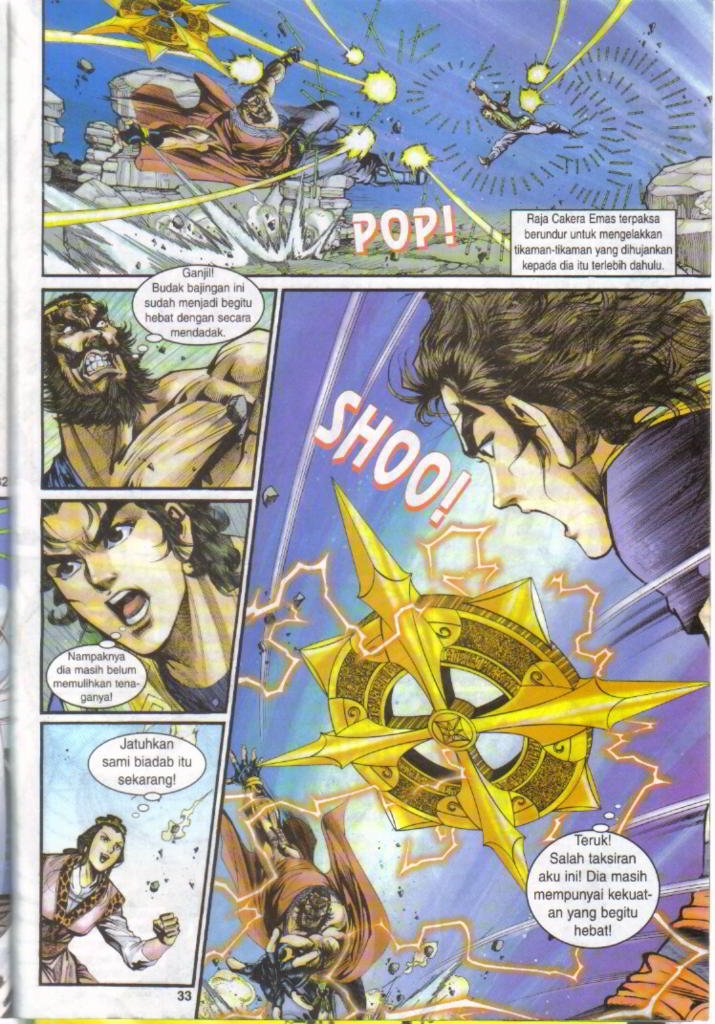 POP!
Raja Cakera Emas terpaksa
berundur untuk mengelakkan
tikaman-tikaman yang dihujankan
kepada dia itu terlebih dahulu.
Ganjil!
Budak bajingan ini
sudah menjadi begitu
hebat dengan secara
mendadak.
SHOO!
Nampaknya
dia masih belum
memulihkan tena-
ganya!
Jatuhkan
sami biadab itu
sekarang!
Teruk!
Salah taksiran
aku ini! Dia masih
mempunyai kekuat-
an yang begitu
hebat!
33